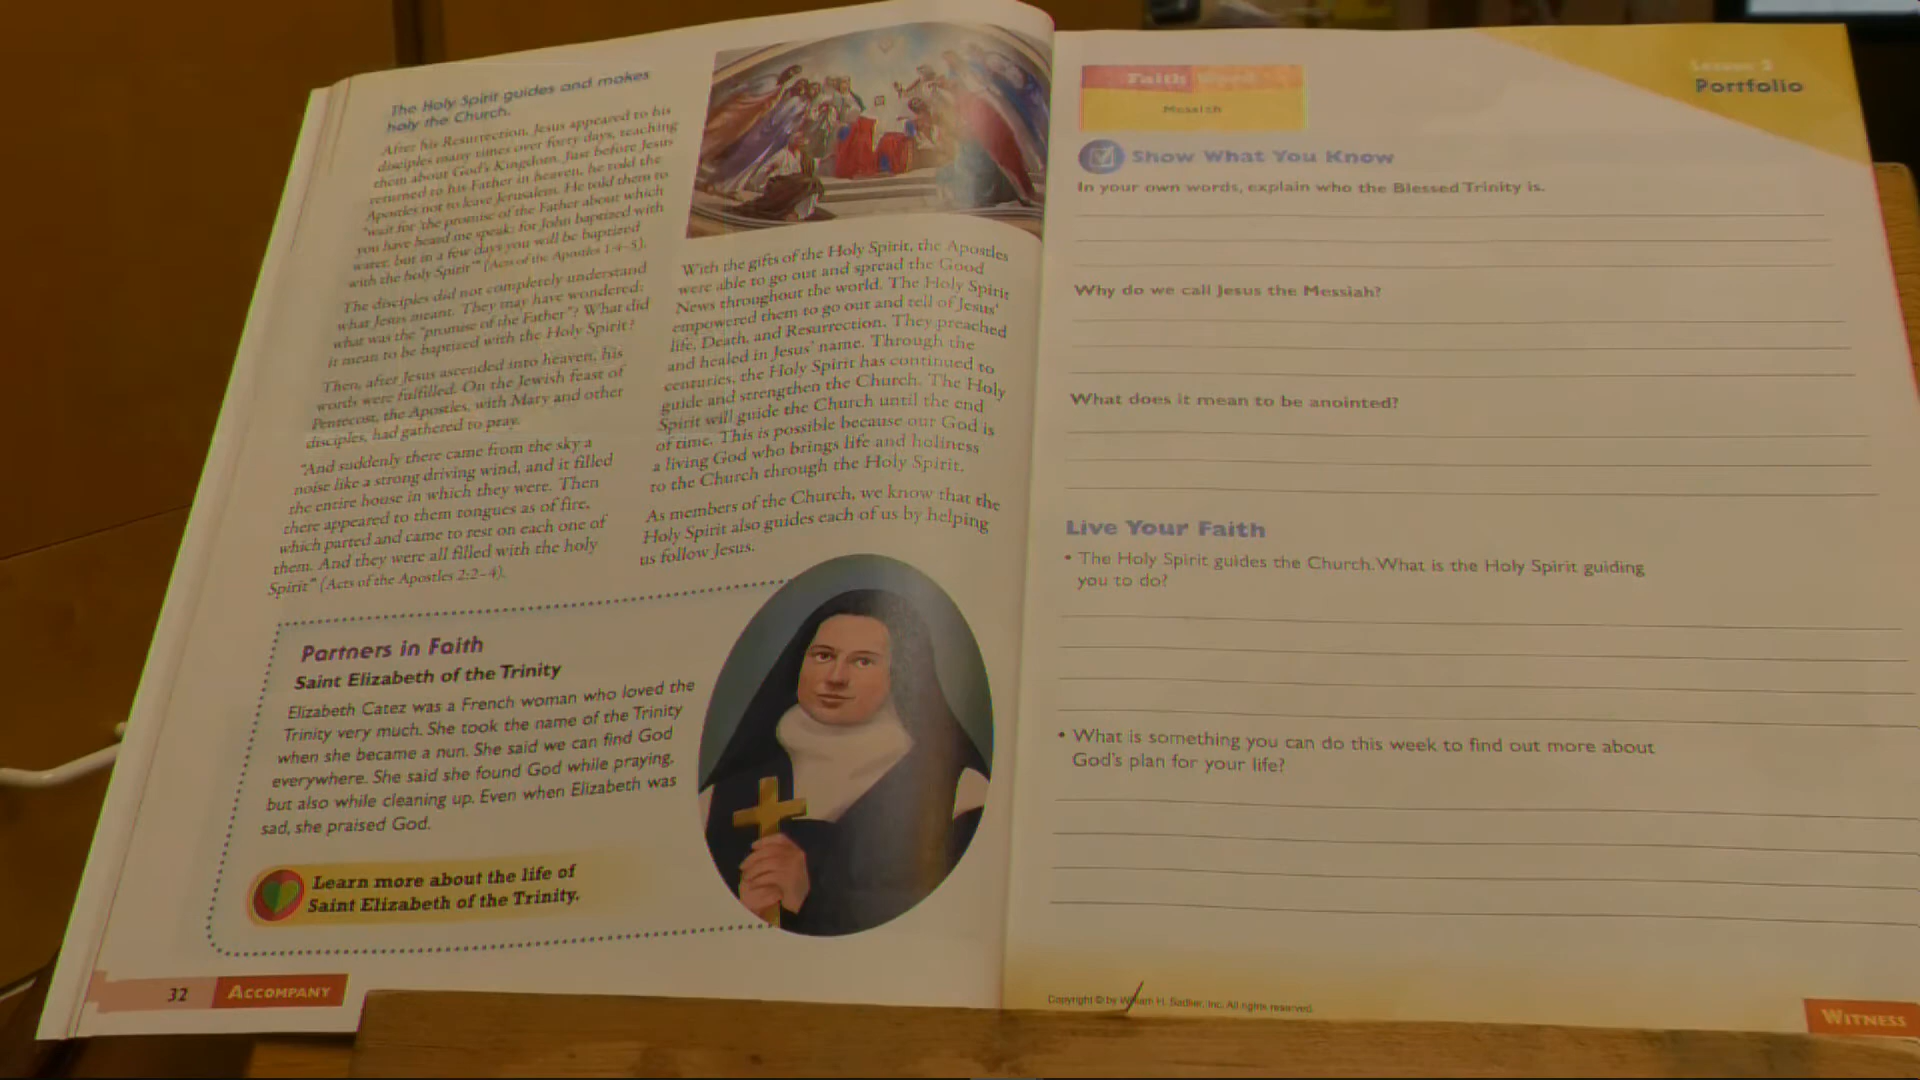 The Holy Spirit guides and makes
holy the Church.
After his Resurrection, Jesus appeared to his
disciples many times over forty days, teaching
them about God's Kingdom. Just before Jesus
returned to his Father in heaven, he told the
Apostles not to leave Jerusalem. He told them to
"wait for 'the promise of the Father about which
you have heard me speak; for John baptized with
water, but in a few days you will be baptized
with the holy Spirit'" (Acts of the Apostles 1:4–5).
The disciples did not completely understand
what Jesus meant. They may have wondered:
what was the "promise of the Father"? What did
it mean to be baptized with the Holy Spirit?
Then, after Jesus ascended into heaven, his
words were fulfilled. On the Jewish feast of
Pentecost, the Apostles, with Mary and other
disciples, had gathered to pray.
"And suddenly there came from the sky a
noise like a strong driving wind, and it filled
the entire house in which they were. Then
there appeared to them tongues as of fire,
which parted and came to rest on each one of
them. And they were all filled with the holy
Spirit" (Acts of the Apostles 2:2–4).
With the gifts of the Holy Spirit, the Apostles
were able to go out and spread the Good
News throughout the world. The Holy Spirit
empowered them to go out and tell of Jesus'
life, Death, and Resurrection. They preached
and healed in Jesus' name. Through the
centuries, the Holy Spirit has continued to
guide and strengthen the Church. The Holy
Spirit will guide the Church until the end
of time. This is possible because our God is
a living God who brings life and holiness
to the Church through the Holy Spirit.
As members of the Church, we know that the
Holy Spirit also guides each of us by helping
us follow Jesus.
Partners in Faith
Saint Elizabeth of the Trinity
Elizabeth Catez was a French woman who loved the
Trinity very much. She took the name of the Trinity
when she became a nun. She said we can find God
everywhere. She said she found God while praying,
but also while cleaning up. Even when Elizabeth was
sad, she praised God.
Learn more about the life of
Saint Elizabeth of the Trinity.
32 ACCOMPANY
Lesson 2
Portfolio
Faith Word
Messiah
Show What You Know
In your own words, explain who the Blessed Trinity is.
Why do we call Jesus the Messiah?
What does it mean to be anointed?
Live Your Faith
• The Holy Spirit guides the Church. What is the Holy Spirit guiding
you to do?
• What is something you can do this week to find out more about
God's plan for your life?
Copyright © by William H. Sadlier, Inc. All rights reserved.
WITNESS